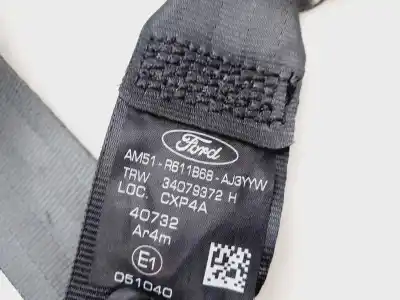 Ford
AM51-R611B68-AJ3YYW
TRW 34079372 H
LOC. CXP4A
40732
Ar4m
E1
051040